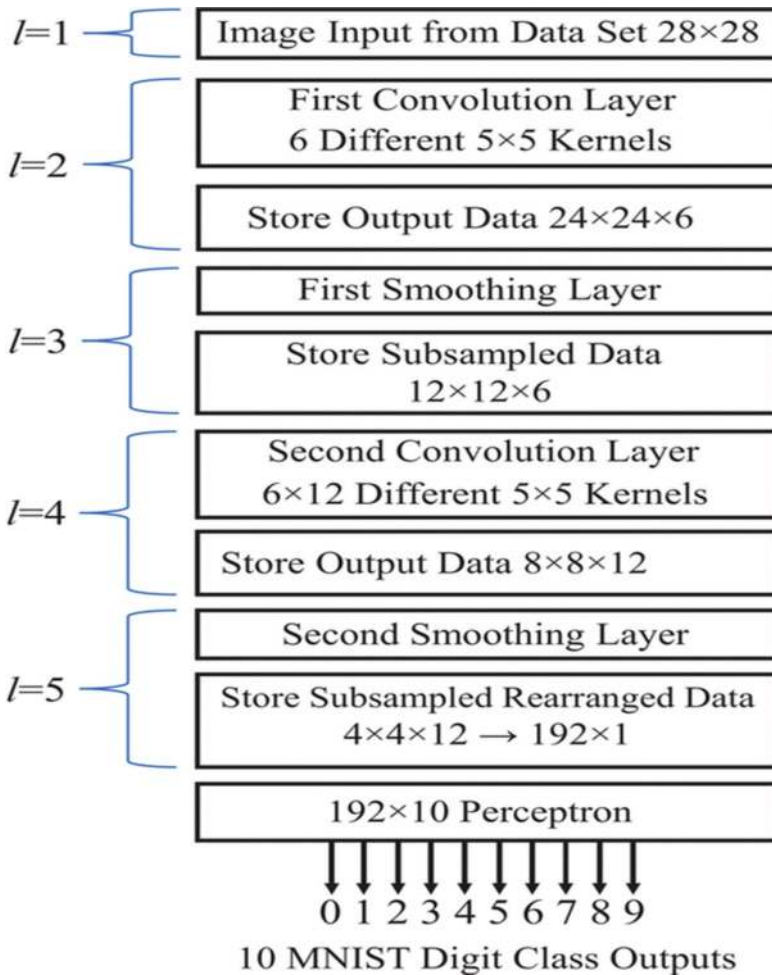 l=1
Image Input from Data Set 28×28
l=2
First Convolution Layer
6 Different 5×5 Kernels
Store Output Data 24×24×6
l=3
First Smoothing Layer
Store Subsampled Data
12×12×6
l=4
Second Convolution Layer
6×12 Different 5×5 Kernels
Store Output Data 8×8×12
l=5
Second Smoothing Layer
Store Subsampled Rearranged Data
4×4×12 → 192×1
192×10 Perceptron
0 1 2 3 4 5 6 7 8 9
10 MNIST Digit Class Outputs